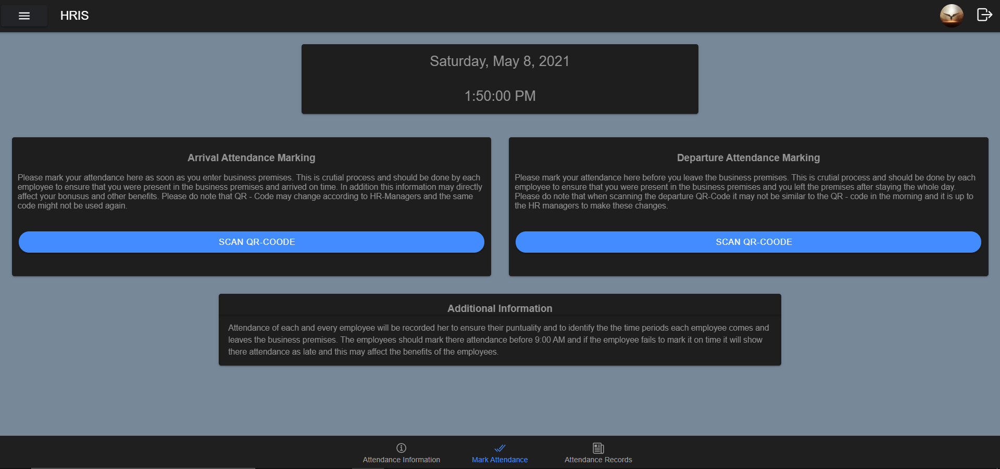 HRIS
Saturday, May 8, 2021
1:50:00 PM
Arrival Attendance Marking
Please mark your attendance here as soon as you enter business premises. This is crutial process and should be done by each
employee to ensure that you were present in the business premises and arrived on time. In addition this information may directly
affect your bonusus and other benefits. Please do note that QR - Code may change according to HR-Managers and the same
code might not be used again.
SCAN QR-COODE
Departure Attendance Marking
Please mark your attendance here before you leave the business premises. This is crutial process and should be done by each
employee to ensure that you were present in the business premises and you left the premises after staying the whole day.
Please do note that when scanning the departure QR-Code it may not be similar to the QR - code in the morning and it is up to
the HR managers to make these changes.
SCAN QR-COODE
Additional Information
Attendance of each and every employee will be recorded her to ensure their puntuality and to identify the the time periods each employee comes and
leaves the business premises. The employees should mark there attendance before 9:00 AM and if the employee fails to mark it on time it will show
there attendance as late and this may affect the benefits of the employees.
Attendance Information
Mark Attendance
Attendance Records